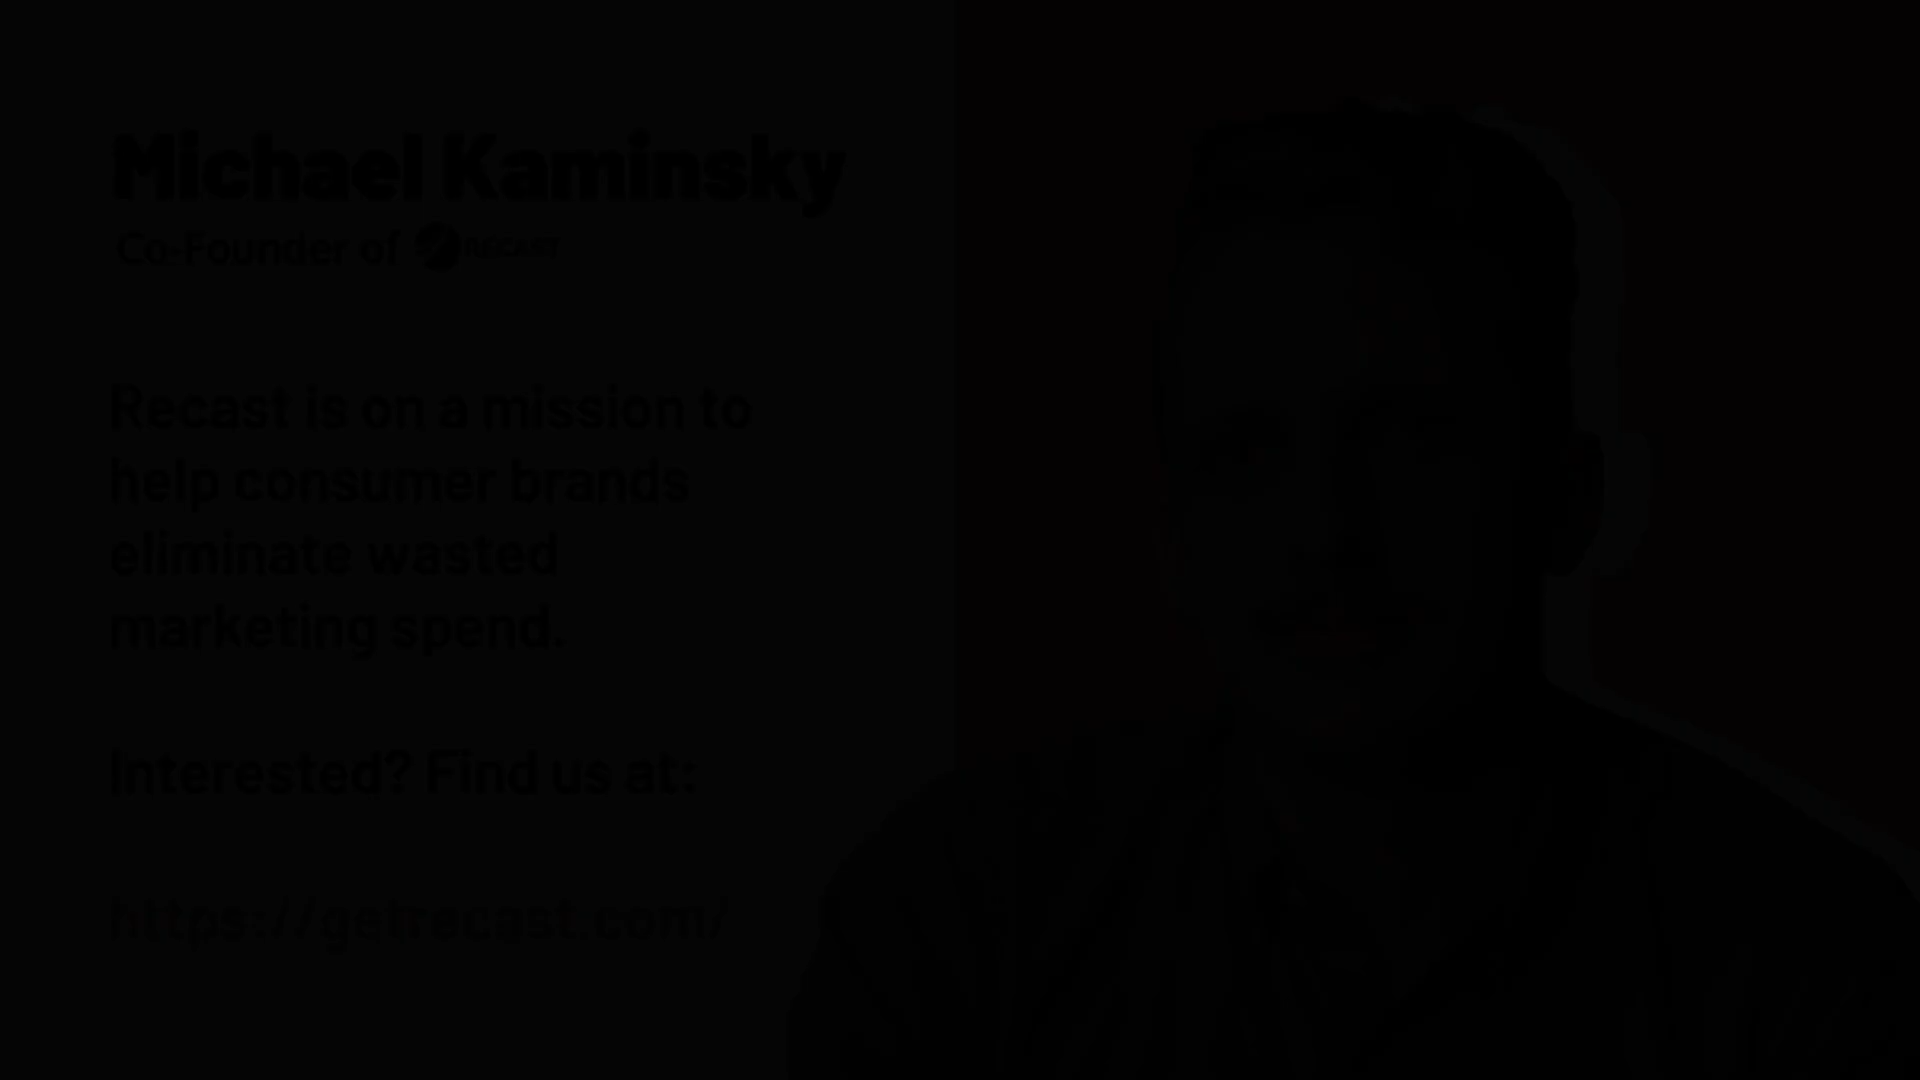 Michael Kaminsky
Co-Founder of RECAST
Recast is on a mission to
help consumer brands
eliminate wasted
marketing spend.
Interested? Find us at:
https://getrecast.com/